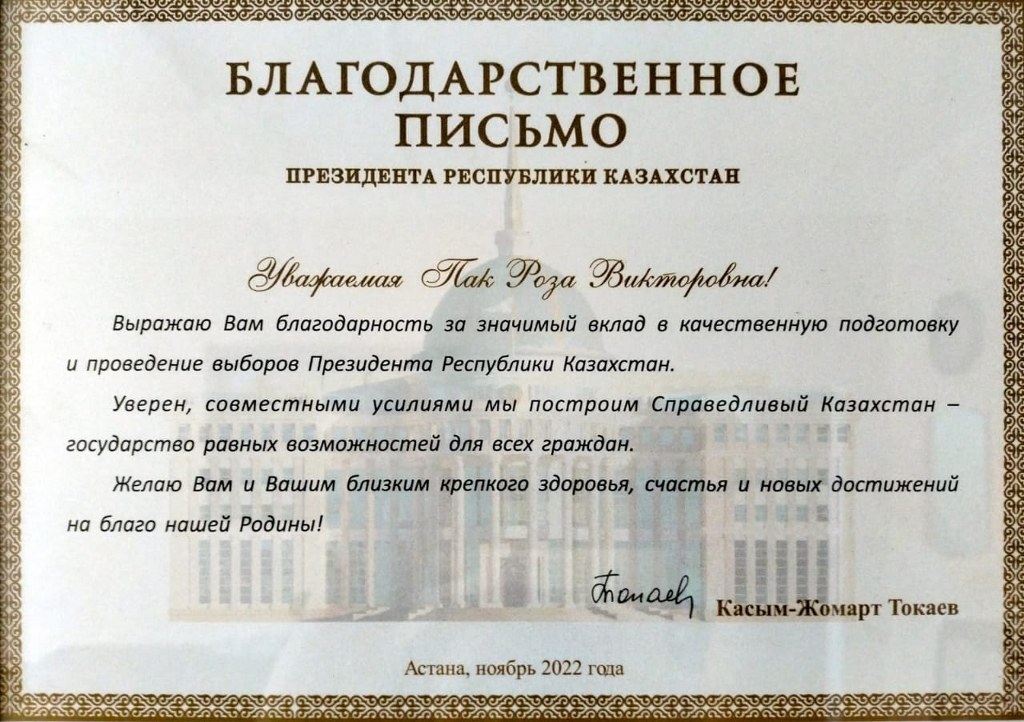 БЛАГОДАРСТВЕННОЕ
ПИСЬМО
ПРЕЗИДЕНТА РЕСПУБЛИКИ КАЗАХСТАН
Уважаемая Пак Роза Викторовна!
Выражаю Вам благодарность за значимый вклад в качественную подготовку
и проведение выборов Президента Республики Казахстан.
Уверен, совместными усилиями мы построим Справедливый Казахстан –
государство равных возможностей для всех граждан.
Желаю Вам и Вашим близким крепкого здоровья, счастья и новых достижений
на благо нашей Родины!
Токаев
Касым-Жомарт Токаев
Астана, ноябрь 2022 года